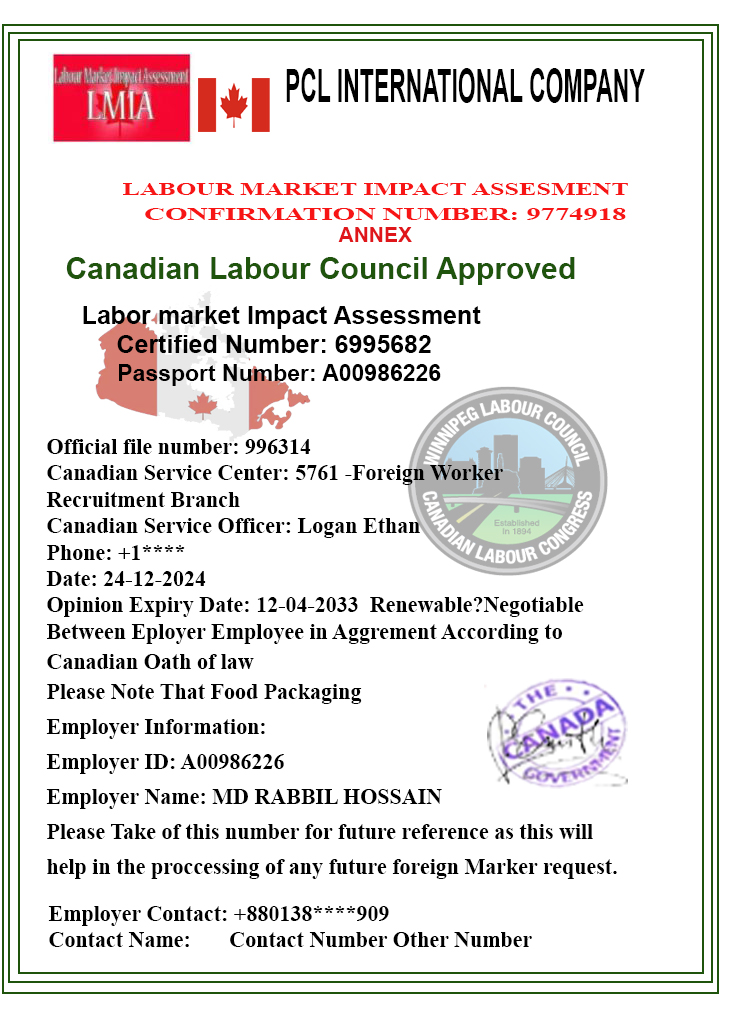 Labour Market Impact Assessment
LMIA
PCL INTERNATIONAL COMPANY
LABOUR MARKET IMPACT ASSESMENT
CONFIRMATION NUMBER: 9774918
ANNEX
Canadian Labour Council Approved
Labor market Impact Assessment
Certified Number: 6995682
Passport Number: A00986226
WINNIPEG LABOUR COUNCIL
Established
in 1894
CANADIAN LABOUR CONGRESS
Official file number: 996314
Canadian Service Center: 5761 -Foreign Worker
Recruitment Branch
Canadian Service Officer: Logan Ethan
Phone: +1****
Date: 24-12-2024
Opinion Expiry Date: 12-04-2033 Renewable?Negotiable
Between Eployer Employee in Aggrement According to
Canadian Oath of law
Please Note That Food Packaging
Employer Information:
THE
CANADA
GOVERNMENT
Employer ID: A00986226
Employer Name: MD RABBIL HOSSAIN
Please Take of this number for future reference as this will
help in the proccessing of any future foreign Marker request.
Employer Contact: +880138****909
Contact Name: Contact Number Other Number